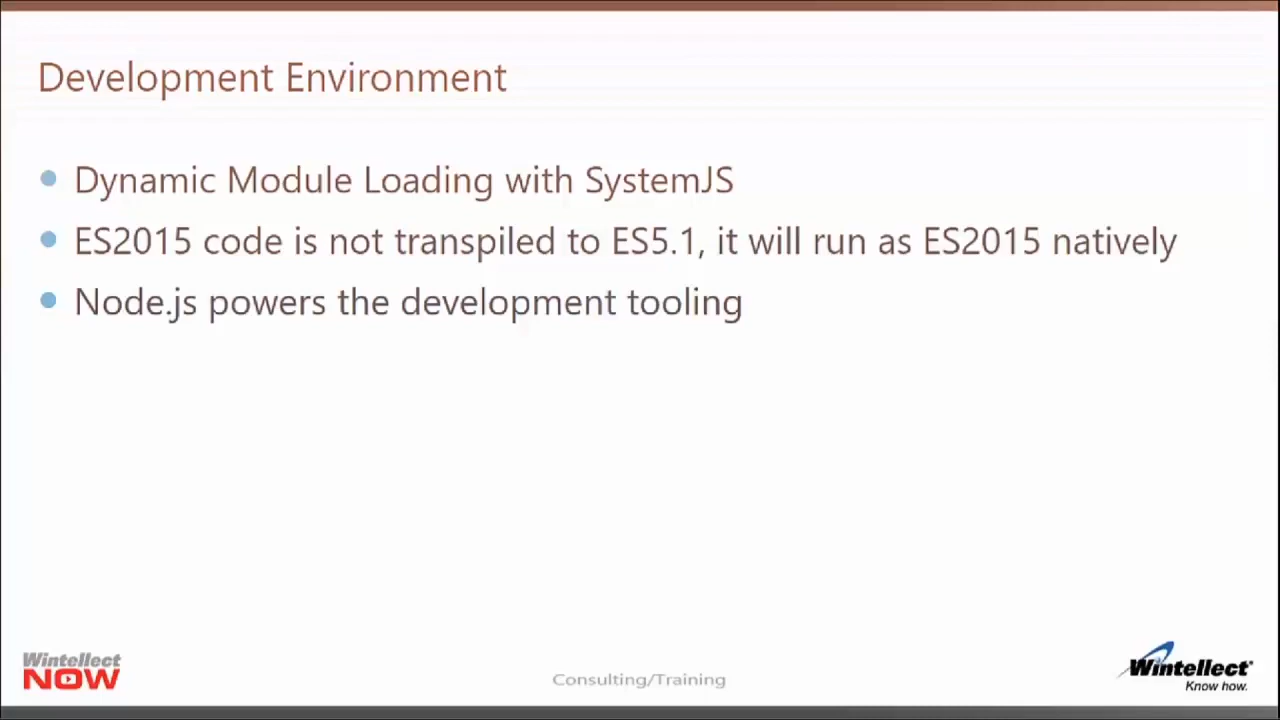 Development Environment
Dynamic Module Loading with SystemJS
ES2015 code is not transpiled to ES5.1, it will run as ES2015 natively
Node.js powers the development tooling
Wintellect
NOW
Consulting/Training
Wintellect
Know how.